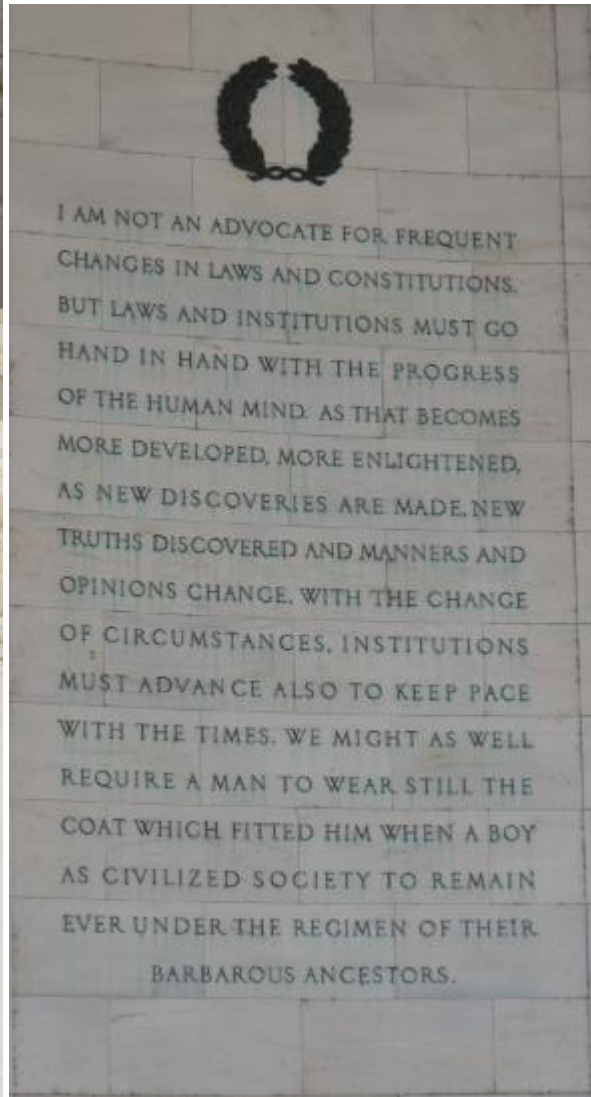 I AM NOT AN ADVOCATE FOR FREQUENT
CHANGES IN LAWS AND CONSTITUTIONS.
BUT LAWS AND INSTITUTIONS MUST GO
HAND IN HAND WITH THE PROGRESS
OF THE HUMAN MIND. AS THAT BECOMES
MORE DEVELOPED, MORE ENLIGHTENED,
AS NEW DISCOVERIES ARE MADE, NEW
TRUTHS DISCOVERED AND MANNERS AND
OPINIONS CHANGE, WITH THE CHANGE
OF CIRCUMSTANCES, INSTITUTIONS
MUST ADVANCE ALSO TO KEEP PACE
WITH THE TIMES. WE MIGHT AS WELL
REQUIRE A MAN TO WEAR STILL THE
COAT WHICH FITTED HIM WHEN A BOY
AS CIVILIZED SOCIETY TO REMAIN
EVER UNDER THE REGIMEN OF THEIR
BARBAROUS ANCESTORS.